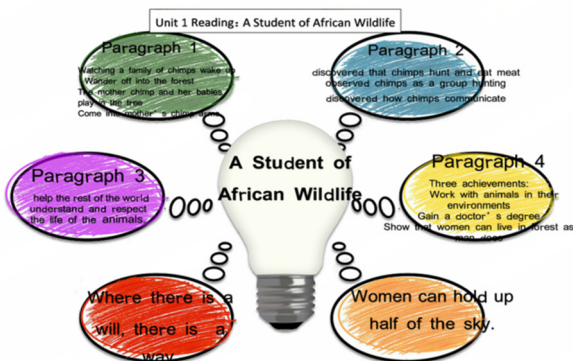 Unit 1 Reading: A Student of African Wildlife
Paragraph 1
Watching a family of chimps wake up
Wander off into the forest
The mother chimp and her babies
play in the tree
Come into mother's chimp arms
Paragraph 2
discovered that chimps hunt and eat meat
observed chimps as a group hunting
discovered how chimps communicate
A Student of
African Wildlife
Paragraph 3
help the rest of the world
understand and respect
the life of the animals
Paragraph 4
Three achievements:
Work with animals in their
environments
Gain a doctor's degree
Show that women can live in forest as
man does
Where there is a
will, there is a
way
Women can hold up
half of the sky.